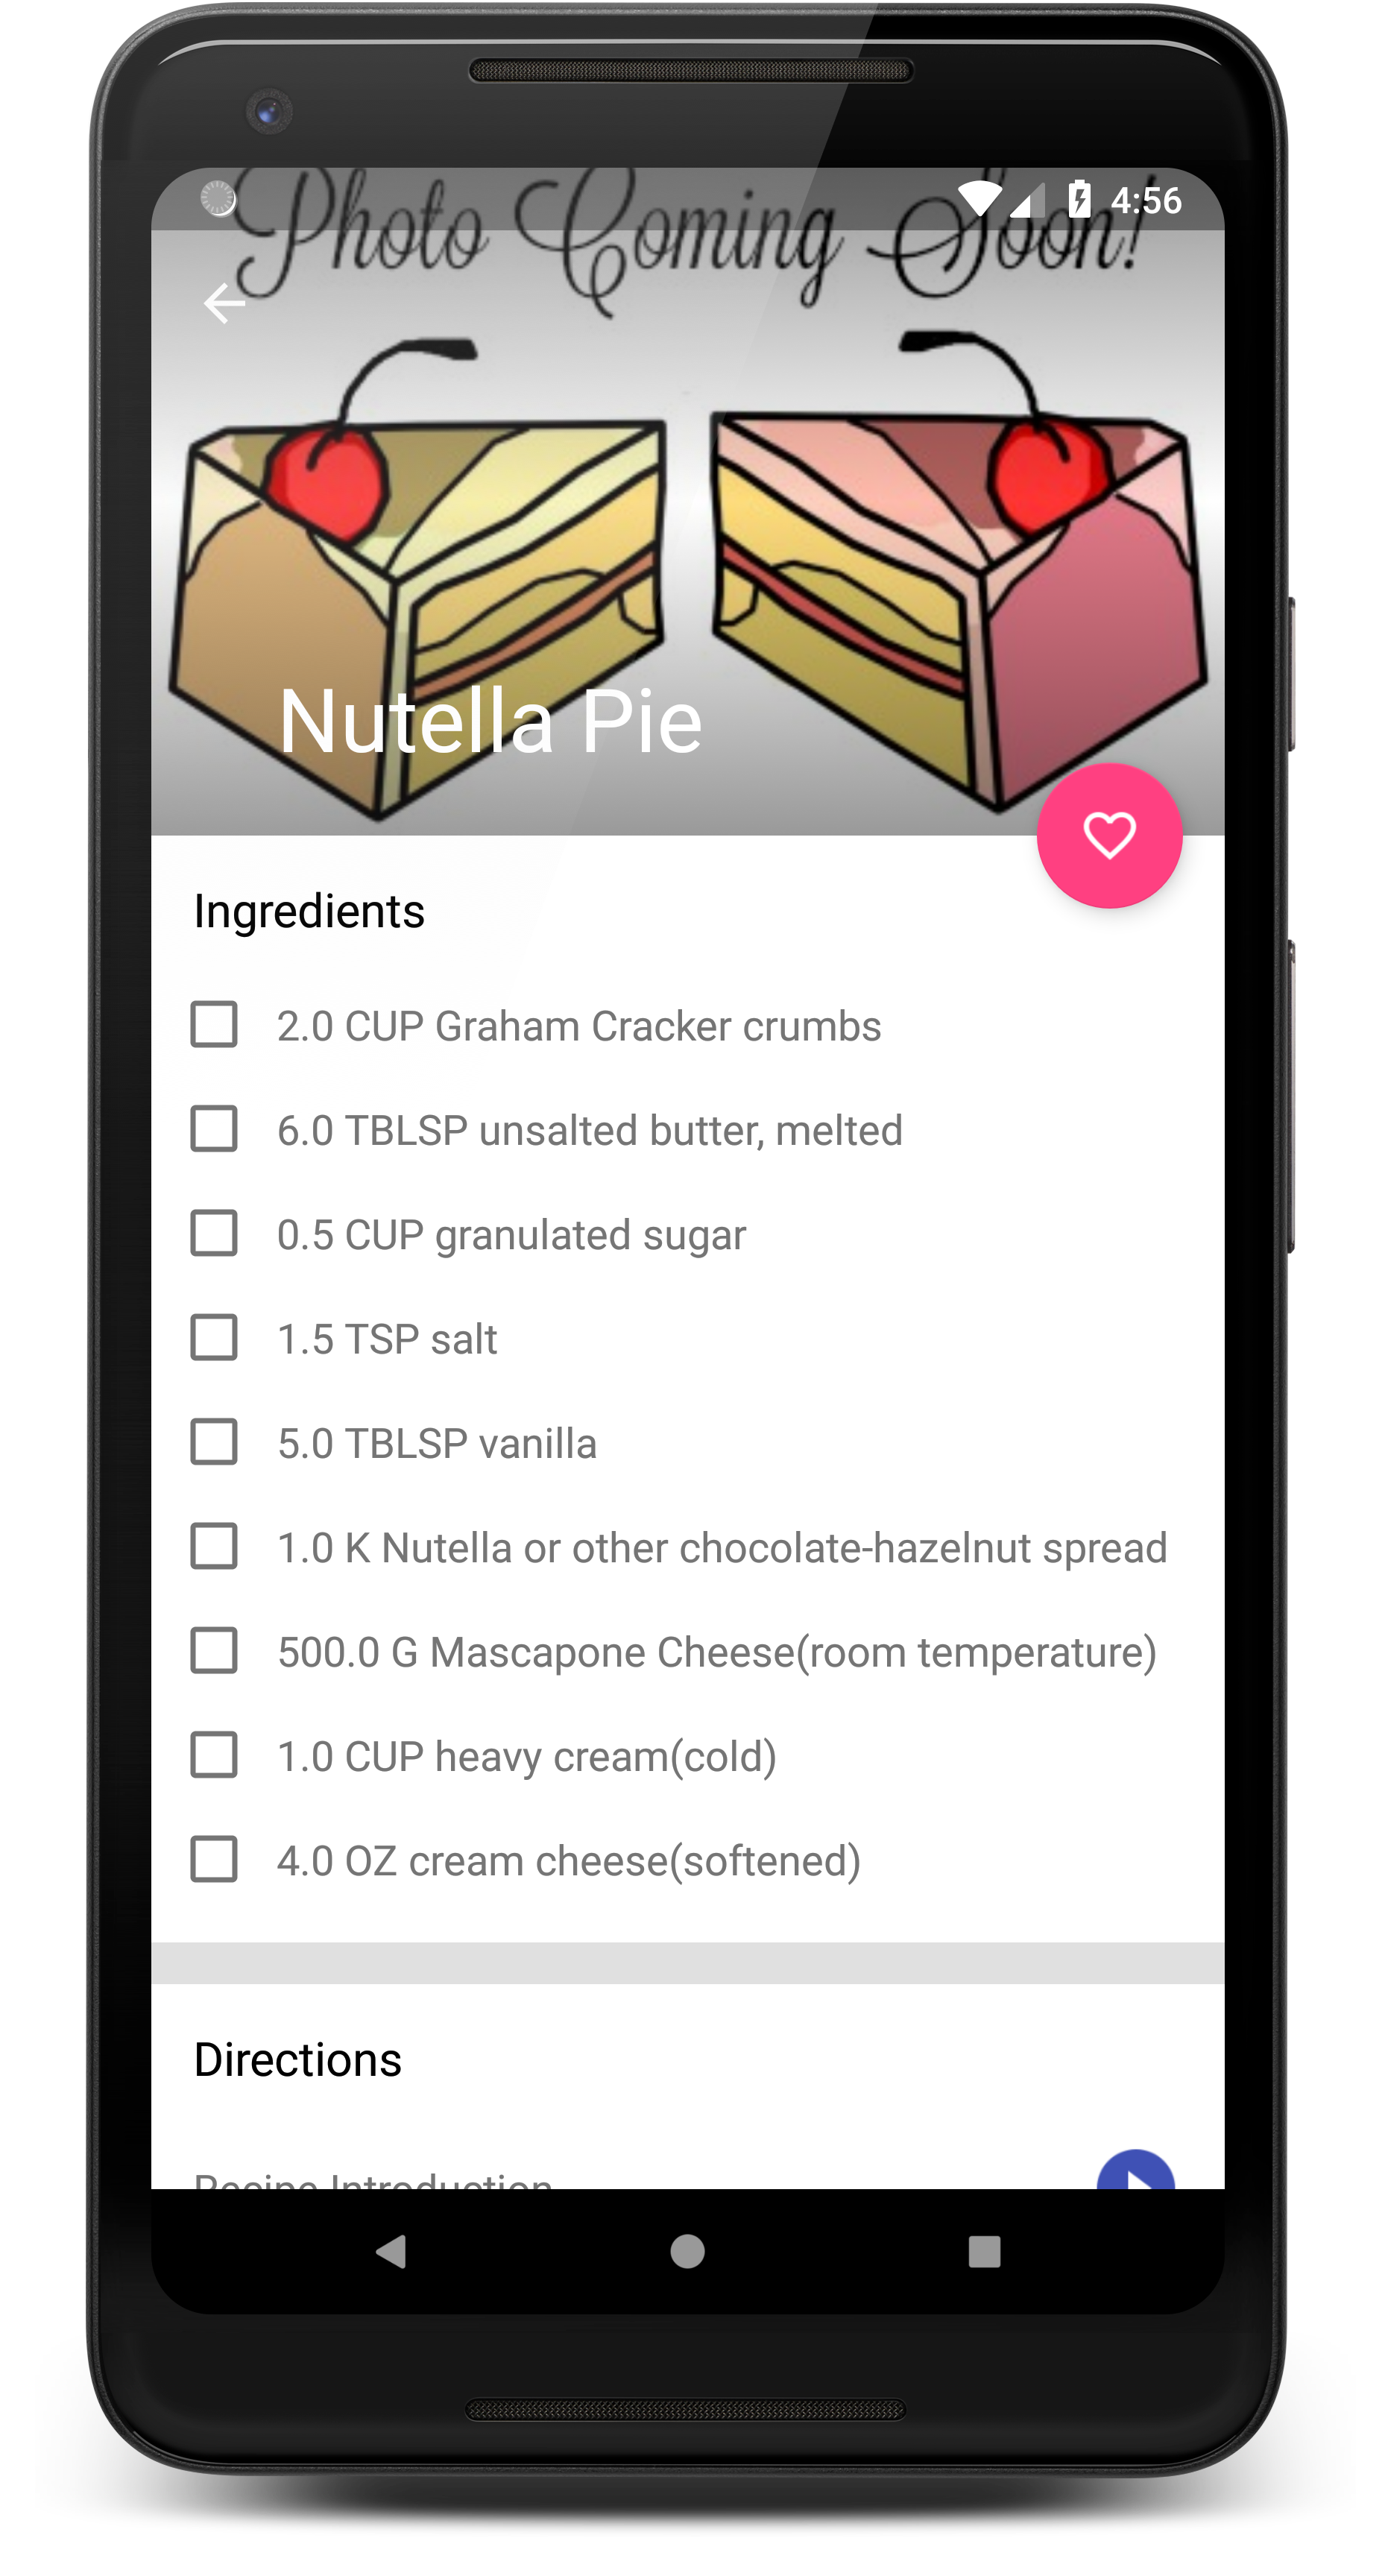 4:56
Photo Coming Soon!
Nutella Pie
Ingredients
2.0 CUP Graham Cracker crumbs
6.0 TBLSP unsalted butter, melted
0.5 CUP granulated sugar
1.5 TSP salt
5.0 TBLSP vanilla
1.0 K Nutella or other chocolate-hazelnut spread
500.0 G Mascapone Cheese(room temperature)
1.0 CUP heavy cream(cold)
4.0 OZ cream cheese(softened)
Directions
Recipe Introduction